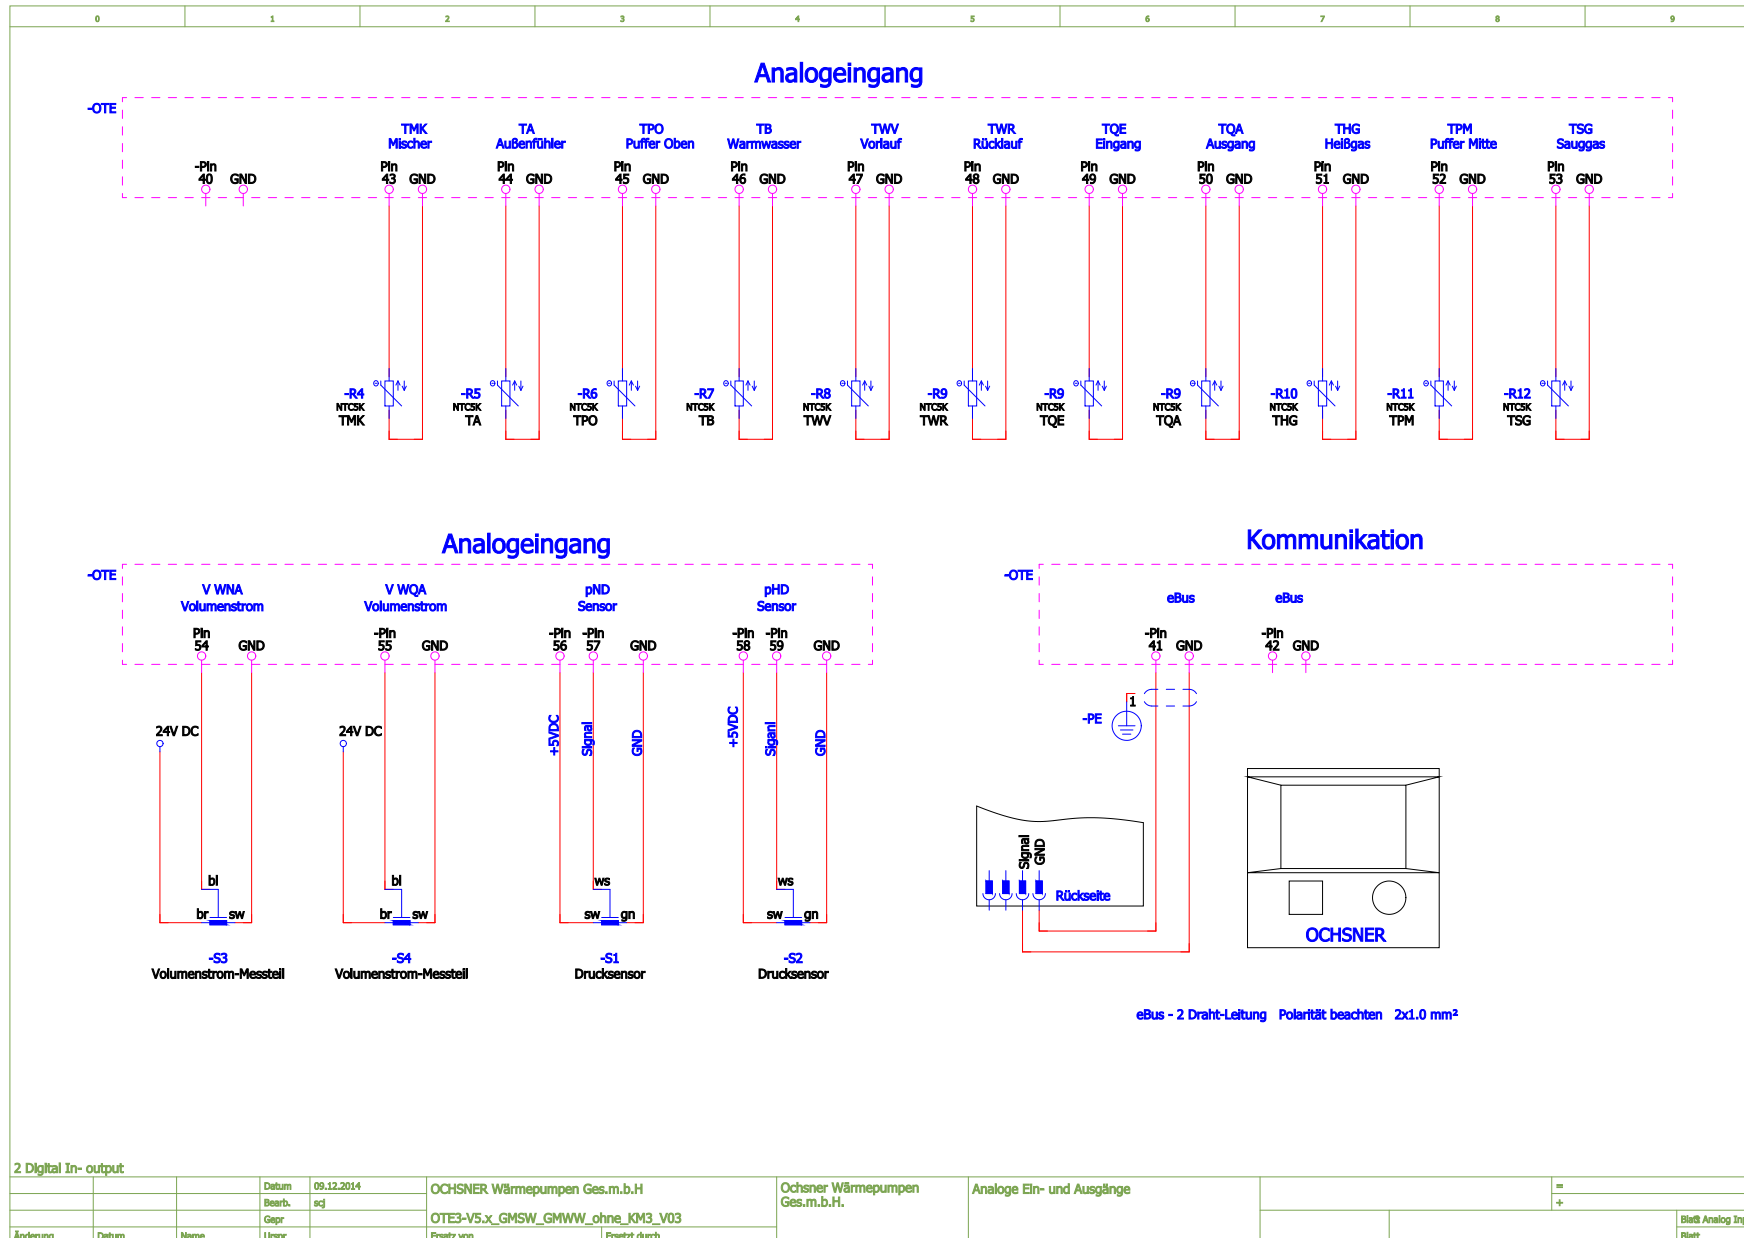 0 1 2 3 4 5 6 7 8 9
Analogeingang
-OTE
TMK TA TPO TB TWV TWR TQE TQA THG TPM TSG
Mischer Außenfühler Puffer Oben Warmwasser Vorlauf Rücklauf Eingang Ausgang Heißgas Puffer Mitte Sauggas
-Pin Pin Pin Pin Pin Pin Pin Pin Pin Pin Pin Pin
40 GND 43 GND 44 GND 45 GND 46 GND 47 GND 48 GND 49 GND 50 GND 51 GND 52 GND 53 GND
-R4 -R5 -R6 -R7 -R8 -R9 -R9 -R9 -R10 -R11 -R12
NTC5K NTC5K NTC5K NTC5K NTC5K NTC5K NTC5K NTC5K NTC5K NTC5K NTC5K
TMK TA TPO TB TWV TWR TQE TQA THG TPM TSG
Analogeingang
-OTE
V WNA V WQA pND pHD
Volumenstrom Volumenstrom Sensor Sensor
Pin -Pin -Pin -Pin -Pin -Pin
54 GND 55 GND 56 57 GND 58 59 GND
24V DC 24V DC +5VDC Signal GND +5VDC Siganl GND
bl bl ws ws
br sw br sw sw gn sw gn
-S3 -S4 -S1 -S2
Volumenstrom-Messteil Volumenstrom-Messteil Drucksensor Drucksensor
Kommunikation
-OTE
eBus eBus
-Pin -Pin
41 GND 42 GND
1
-PE
Signal GND
Rückseite
OCHSNER
eBus - 2 Draht-Leitung Polarität beachten 2x1.0 mm²
2 Digital In- output
Datum 09.12.2014 OCHSNER Wärmepumpen Ges.m.b.H Ochsner Wärmepumpen Analoge Ein- und Ausgänge =
Bearb. scj Ges.m.b.H. +
Gepr OTE3-V5.x_GMSW_GMWW_ohne_KM3_V03 Analog Inp
Änderung Datum Name Urspr Ersatz von Ersetzt durch Blatt